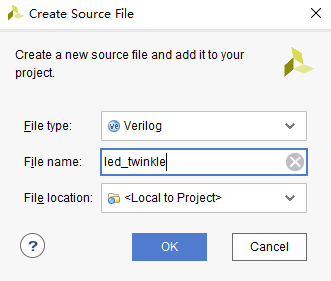 Create Source File
Create a new source file and add it to your
project.
File type: Verilog
File name: led_twinkle
File location: <Local to Project>
? OK Cancel